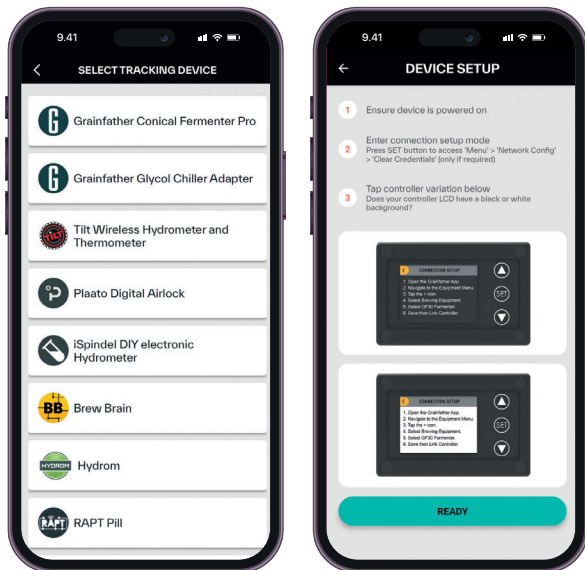 9.41
SELECT TRACKING DEVICE
Grainfather Conical Fermenter Pro
Grainfather Glycol Chiller Adapter
TILT
Tilt Wireless Hydrometer and
Thermometer
Plaato Digital Airlock
iSpindel DIY electronic
Hydrometer
BB
Brew Brain
HYDROM
Hydrom
RAPT
RAPT Pill
9.41
DEVICE SETUP
1 Ensure device is powered on
2 Enter connection setup mode
Press SET button to access 'Menu' > 'Network Config'
> 'Clear Credentials' (only if required)
3 Tap controller variation below
Does your controller LCD have a black or white
background?
CONNECTION SETUP
1. Open the Grainfather App.
2. Navigate to the Equipment Menu.
3. Tap the + icon.
4. Select Brewing Equipment.
5. Select GF30 Fermenter.
6. Save then Link Controller.
SET
CONNECTION SETUP
1. Open the Grainfather App.
2. Navigate to the Equipment Menu.
3. Tap the + icon.
4. Select Brewing Equipment.
5. Select GF30 Fermenter.
6. Save then Link Controller.
SET
READY